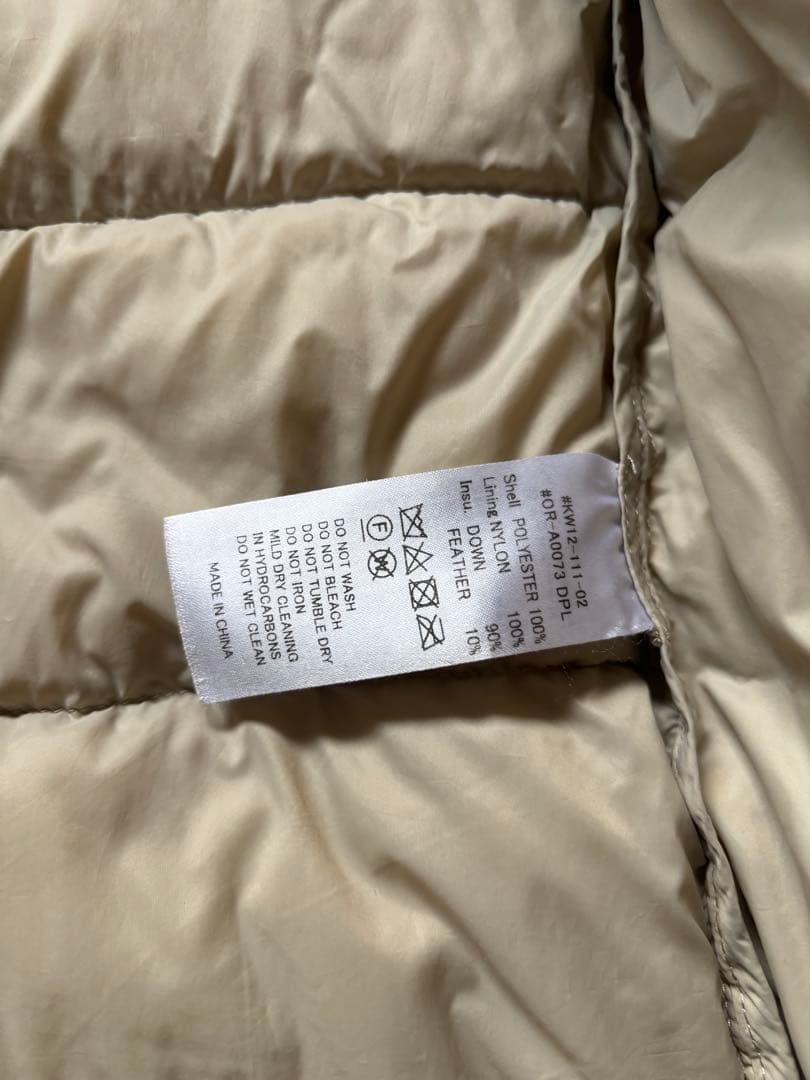 #KW12-111-02
#OR-A0073 DPL
Shell POLYESTER 100%
Lining NYLON 100%
Insu. DOWN 90%
FEATHER 10%
F W
DO NOT WASH
DO NOT BLEACH
DO NOT TUMBLE DRY
DO NOT IRON
MILD DRY CLEANING
IN HYDROCARBONS
DO NOT WET CLEAN
MADE IN CHINA